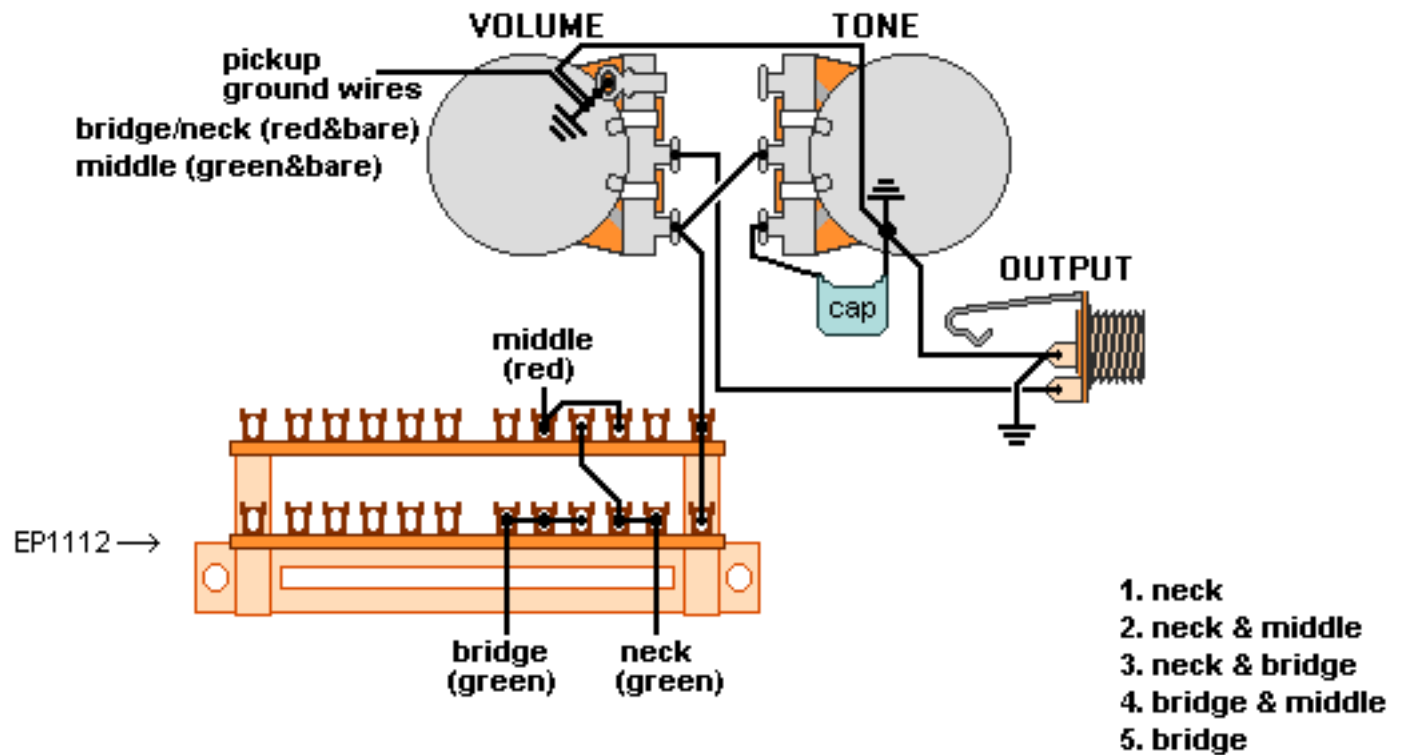 VOLUME
TONE
pickup
ground wires
bridge/neck (red&bare)
middle (green&bare)
OUTPUT
cap
middle
(red)
EP1112
bridge
(green)
neck
(green)
1. neck
2. neck & middle
3. neck & bridge
4. bridge & middle
5. bridge